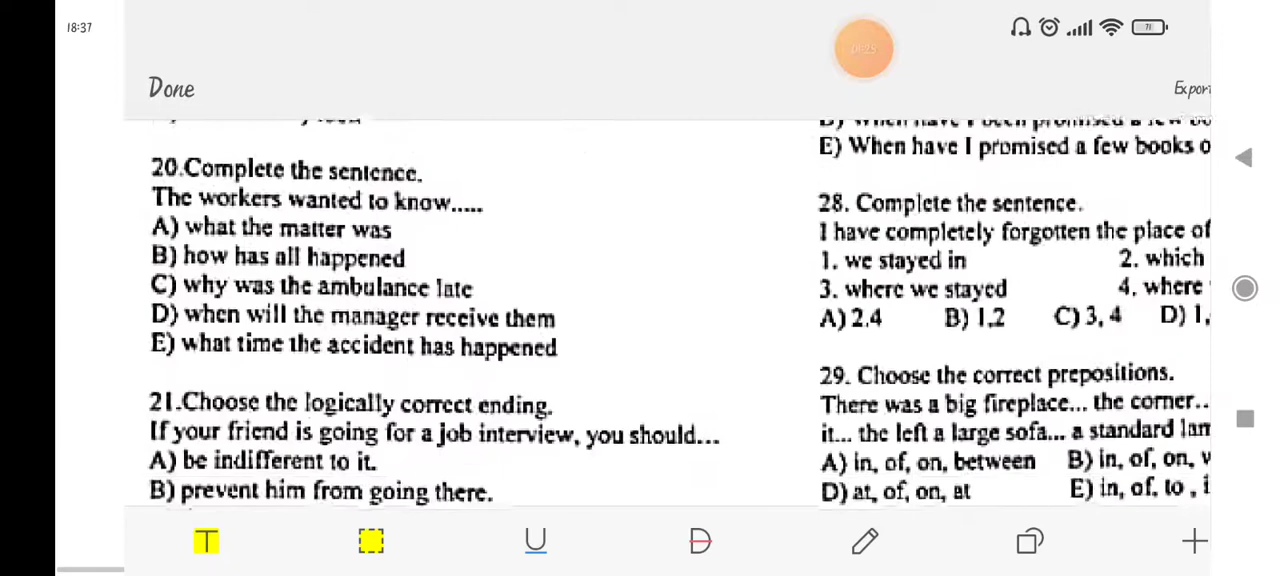 18:37
06:29
71
Done
Export
20.Complete the sentence.
The workers wanted to know.....
A) what the matter was
B) how has all happened
C) why was the ambulance late
D) when will the manager receive them
E) what time the accident has happened
21.Choose the logically correct ending.
If your friend is going for a job interview, you should...
A) be indifferent to it.
B) prevent him from going there.
E) When have I promised a few books o
28. Complete the sentence.
I have completely forgotten the place of
1. we stayed in 2. which
3. where we stayed 4. where
A) 2.4 B) 1,2 C) 3, 4 D) 1,
29. Choose the correct prepositions.
There was a big fireplace... the corner..
it... the left a large sofa... a standard lam
A) in, of, on, between B) in, of, on,
D) at, of, on, at E) in, of, to ,
T U D